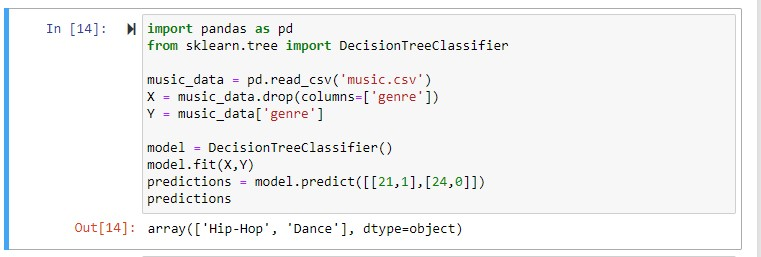 In [14]:
import pandas as pd
from sklearn.tree import DecisionTreeClassifier
music_data = pd.read_csv('music.csv')
X = music_data.drop(columns=['genre'])
Y = music_data['genre']
model = DecisionTreeClassifier()
model.fit(X,Y)
predictions = model.predict([[21,1],[24,0]])
predictions
Out[14]: array(['Hip-Hop', 'Dance'], dtype=object)